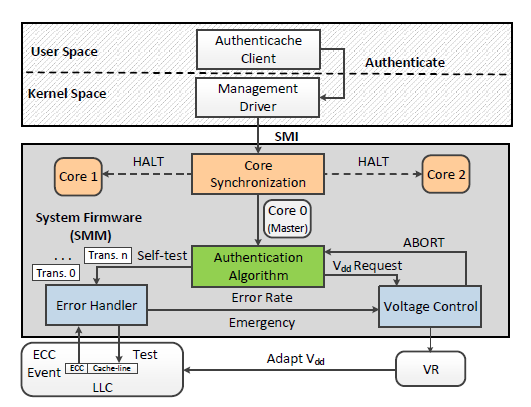 User Space
Authenticache
Client
Authenticate
Kernel Space
Management
Driver
SMI
Core 1
HALT
Core
Synchronization
HALT
Core 2
Core 0
(Master)
System Firmware
(SMM)
. . .
Trans. n
Trans. 0
Self-test
Authentication
Algorithm
ABORT
Vdd Request
Error Handler
Error Rate
Emergency
Voltage Control
ECC
Event
Test
ECC
Cache-line
LLC
Adapt Vdd
VR